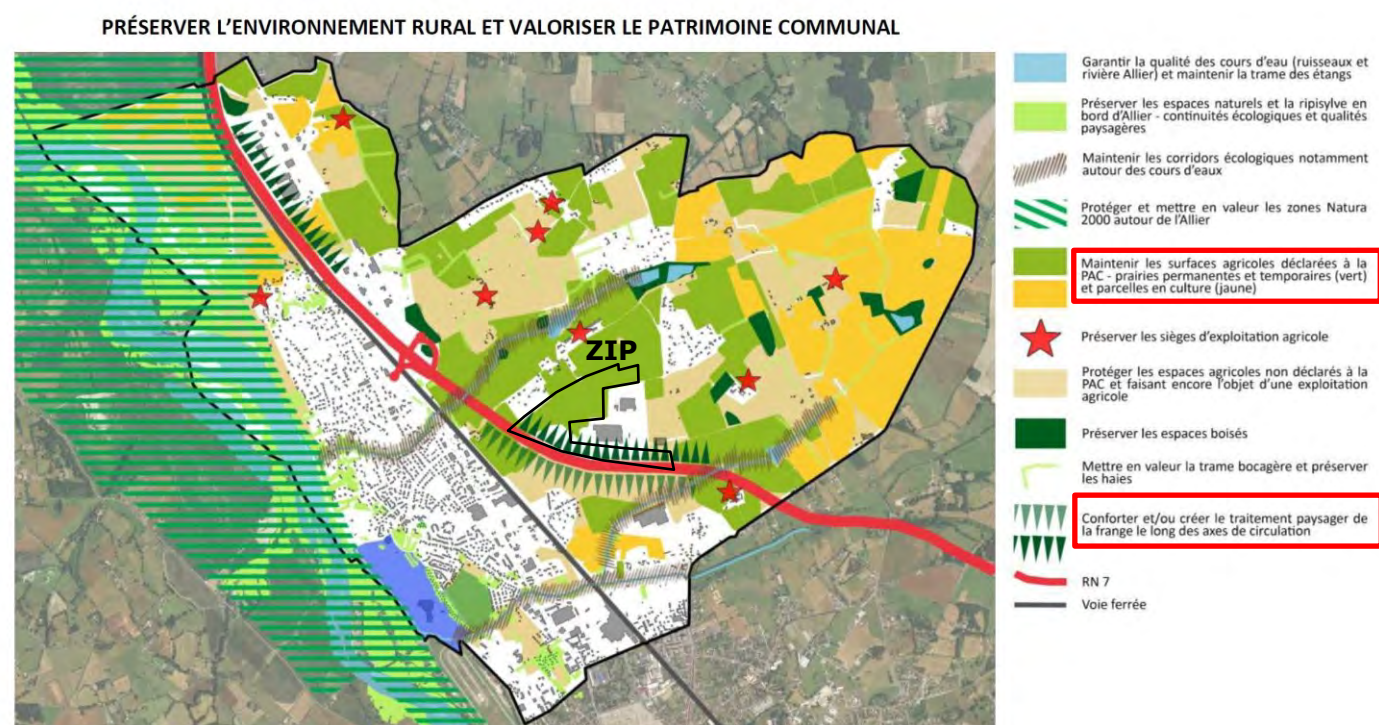 PRÉSERVER L'ENVIRONNEMENT RURAL ET VALORISER LE PATRIMOINE COMMUNAL
ZIP
Garantir la qualité des cours d'eau (ruisseaux et
rivière Allier) et maintenir la trame des étangs
Préserver les espaces naturels et la ripisylve en
bord d'Allier - continuités écologiques et qualités
paysagères
Maintenir les corridors écologiques notamment
autour des cours d'eaux
Protéger et mettre en valeur les zones Natura
2000 autour de l'Allier
Maintenir les surfaces agricoles déclarées à la
PAC - prairies permanentes et temporaires (vert)
et parcelles en culture (jaune)
Préserver les sièges d'exploitation agricole
Protéger les espaces agricoles non déclarés à la
PAC et faisant encore l'objet d'une exploitation
agricole
Préserver les espaces boisés
Mettre en valeur la trame bocagère et préserver
les haies
Conforter et/ou créer le traitement paysager de
la frange le long des axes de circulation
RN 7
Voie ferrée